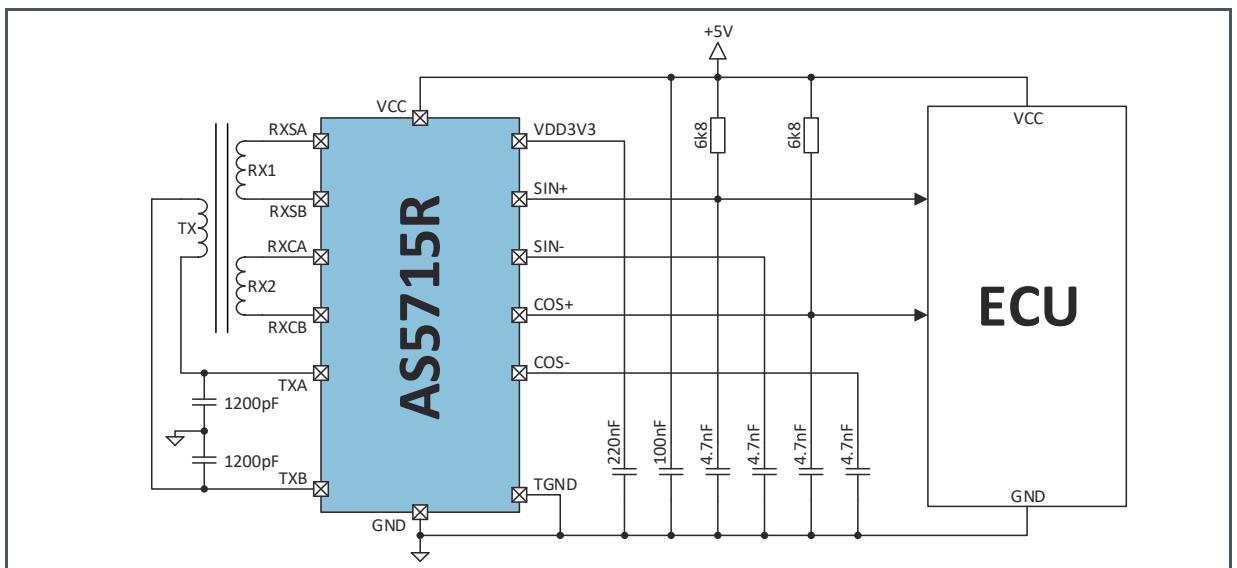 +5V
VCC
VCC
RXSA
VDD3V3
6k8
6k8
RX1
SIN+
RXSB
TX
RXCA
SIN-
RX2
AS5715R
ECU
RXCB
COS+
TXA
COS-
1200pF
220nF
100nF
4.7nF
4.7nF
4.7nF
4.7nF
1200pF
TXB
TGND
GND
GND